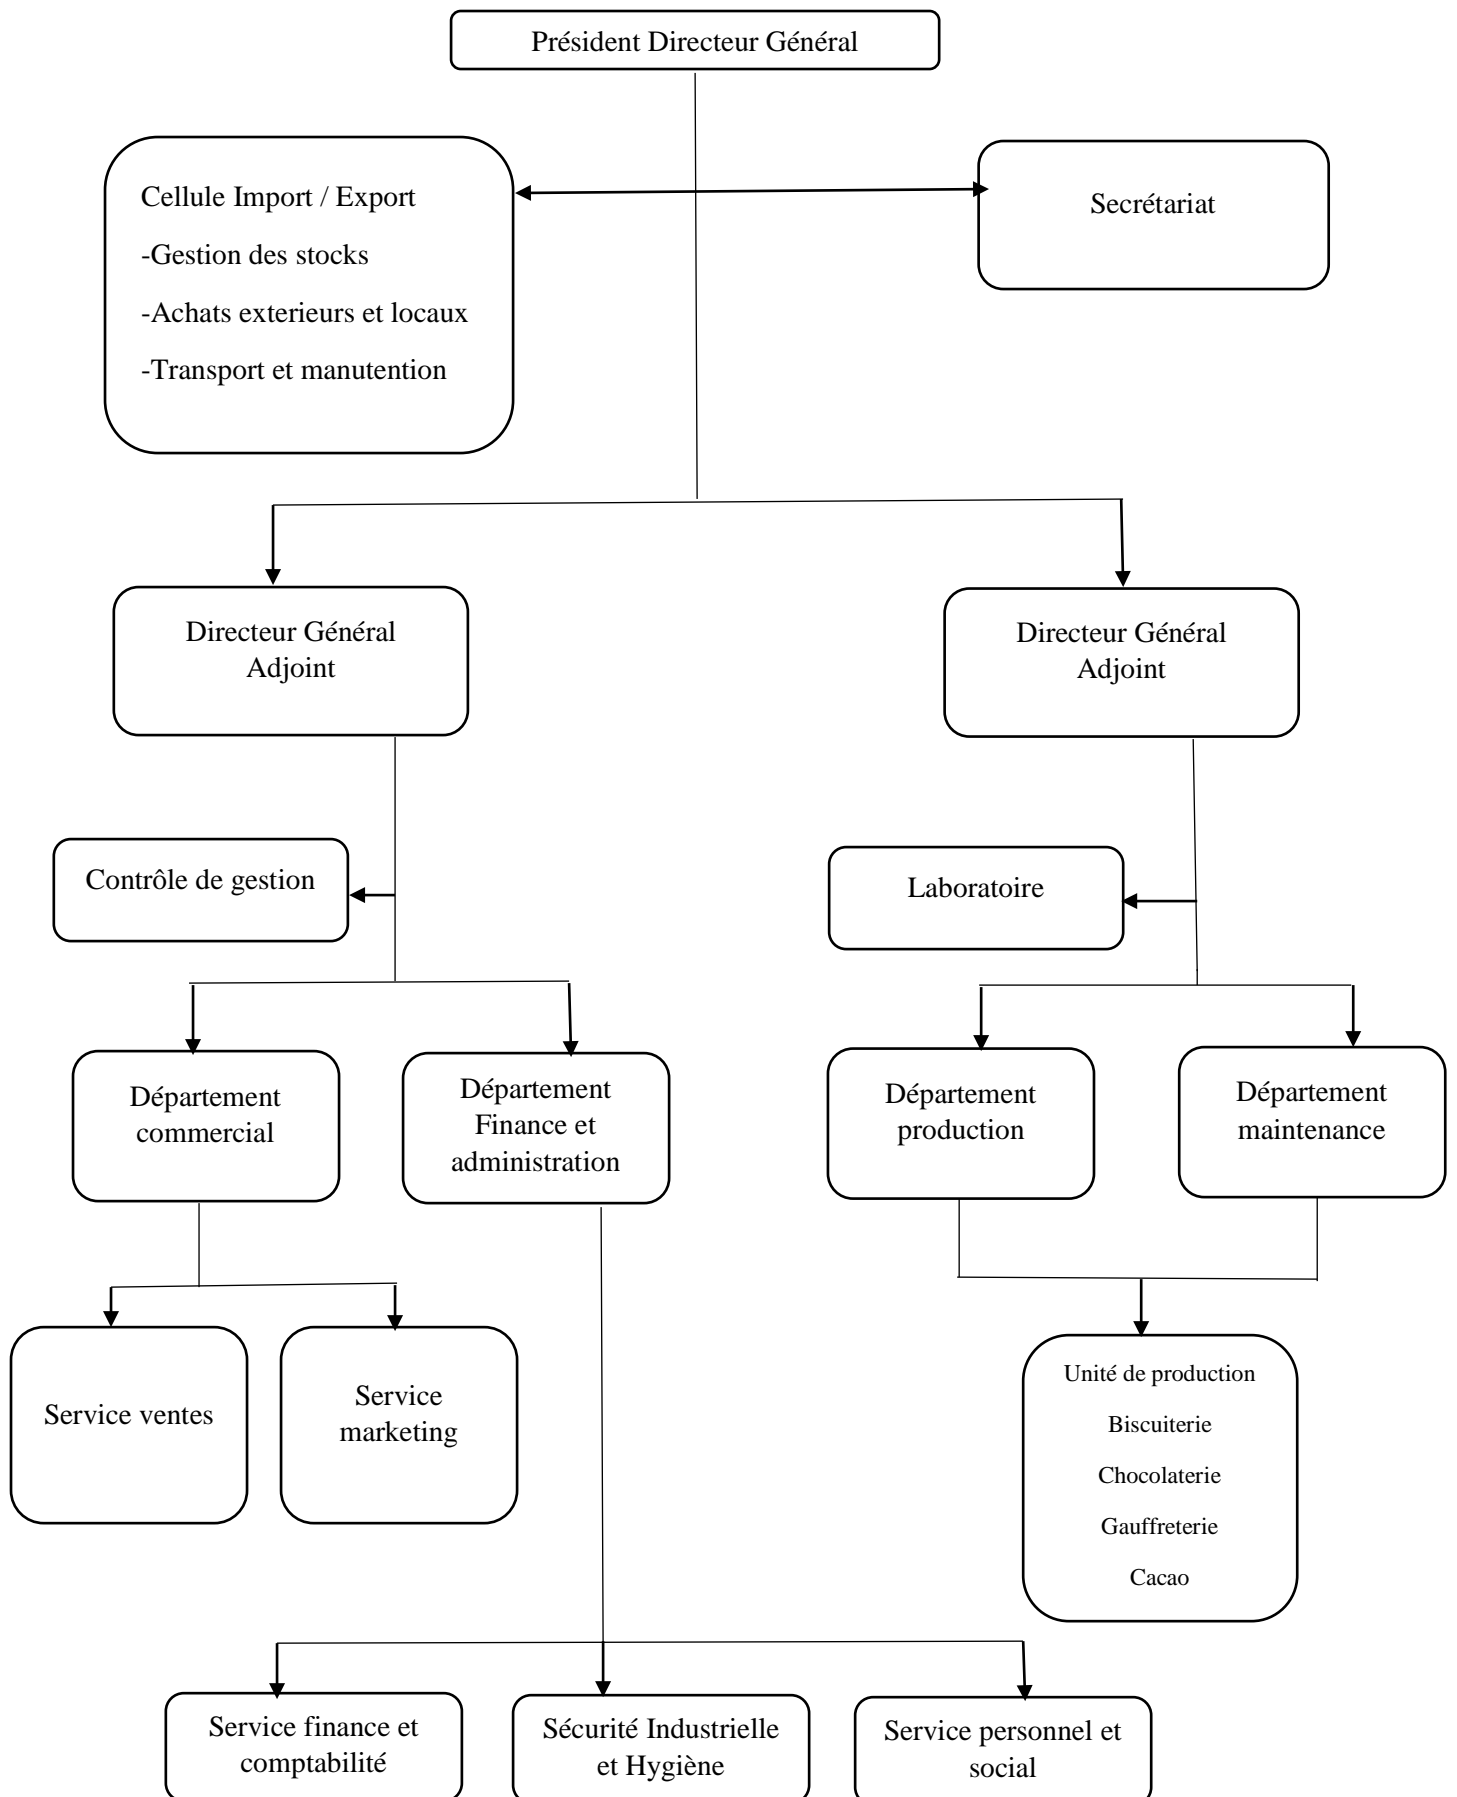 Président Directeur Général
Cellule Import / Export
-Gestion des stocks
-Achats exterieurs et locaux
-Transport et manutention
Secrétariat
Directeur Général
Adjoint
Directeur Général
Adjoint
Contrôle de gestion
Laboratoire
Département
commercial
Département
Finance et
administration
Département
production
Département
maintenance
Service ventes
Service
marketing
Unité de production
Biscuiterie
Chocolaterie
Gauffreterie
Cacao
Service finance et
comptabilité
Sécurité Industrielle
et Hygiène
Service personnel et
social